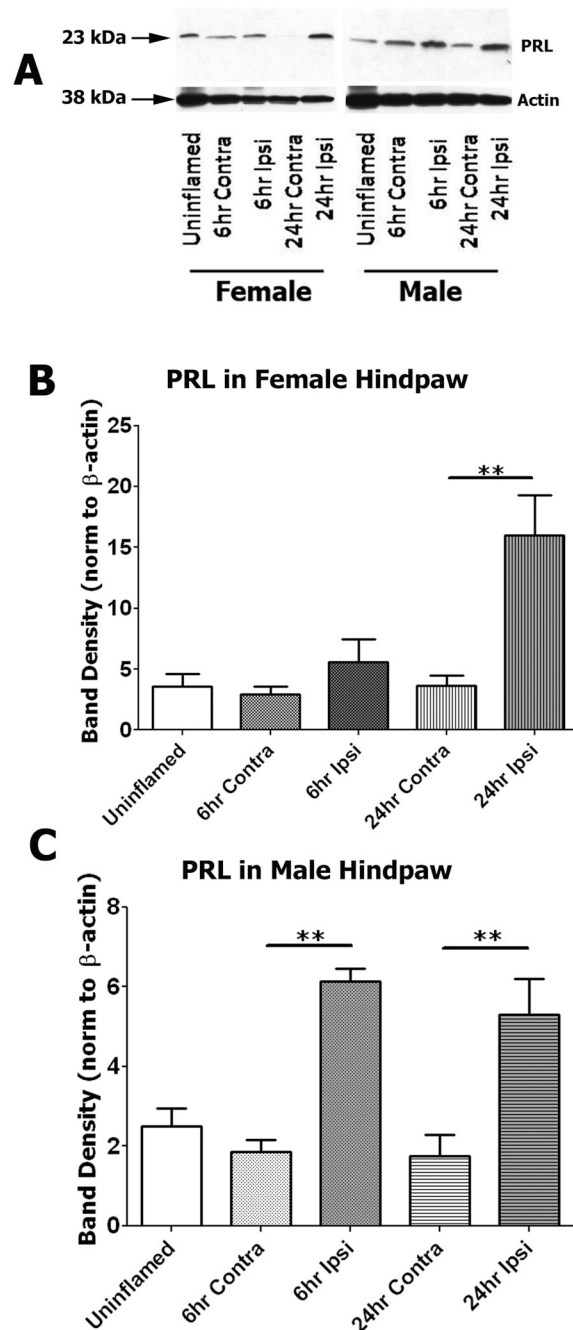 A
23 kDa
PRL
38 kDa
Actin
Uninflamed
6hr Contra
6hr Ipsi
24hr Contra
24hr Ipsi
Uninflamed
6hr Contra
6hr Ipsi
24hr Contra
24hr Ipsi
Female
Male
B
PRL in Female Hindpaw
Band Density (norm to β-actin)
25
20
15
10
5
0
**
Uninflamed
6hr Contra
6hr Ipsi
24hr Contra
24hr Ipsi
C
PRL in Male Hindpaw
Band Density (norm to β-actin)
8
6
4
2
0
**
**
Uninflamed
6hr Contra
6hr Ipsi
24hr Contra
24hr Ipsi